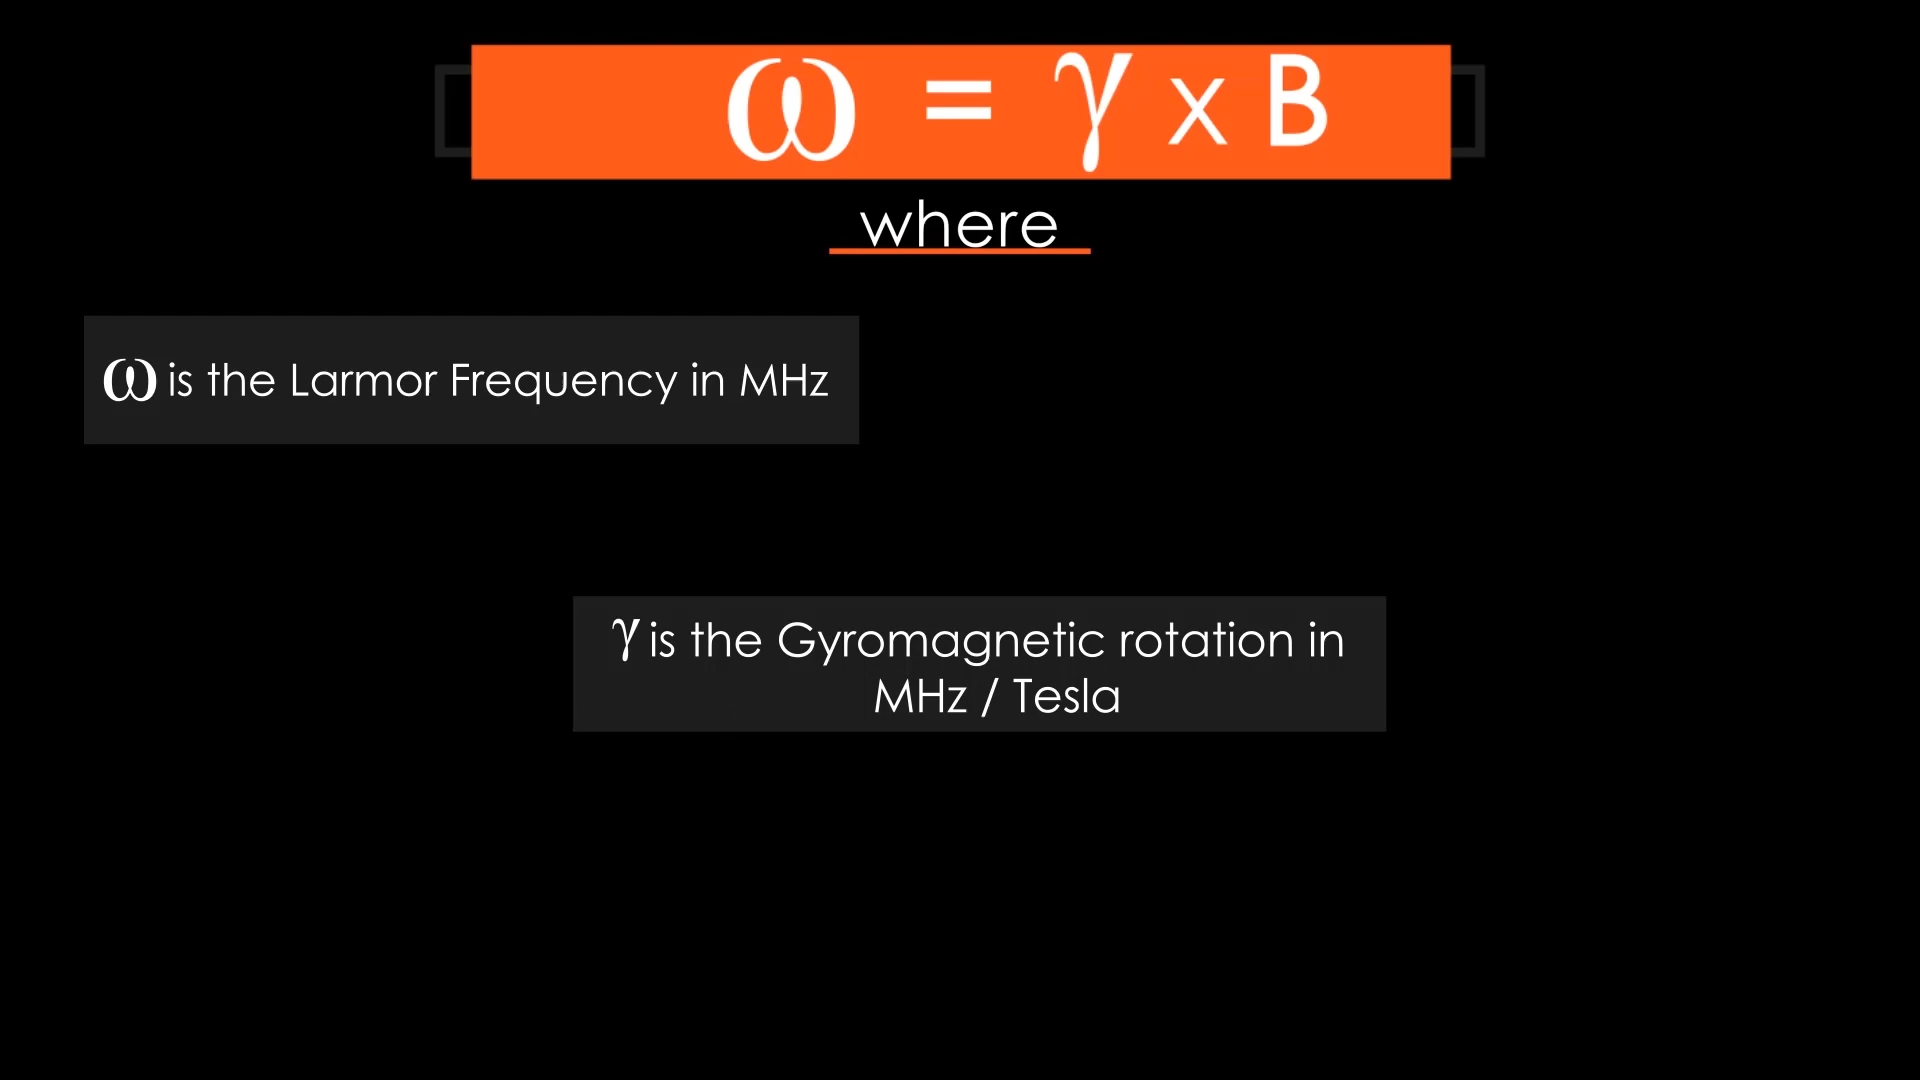 ω = γ x B
where
ω is the Larmor Frequency in MHz
γ is the Gyromagnetic rotation in
MHz / Tesla